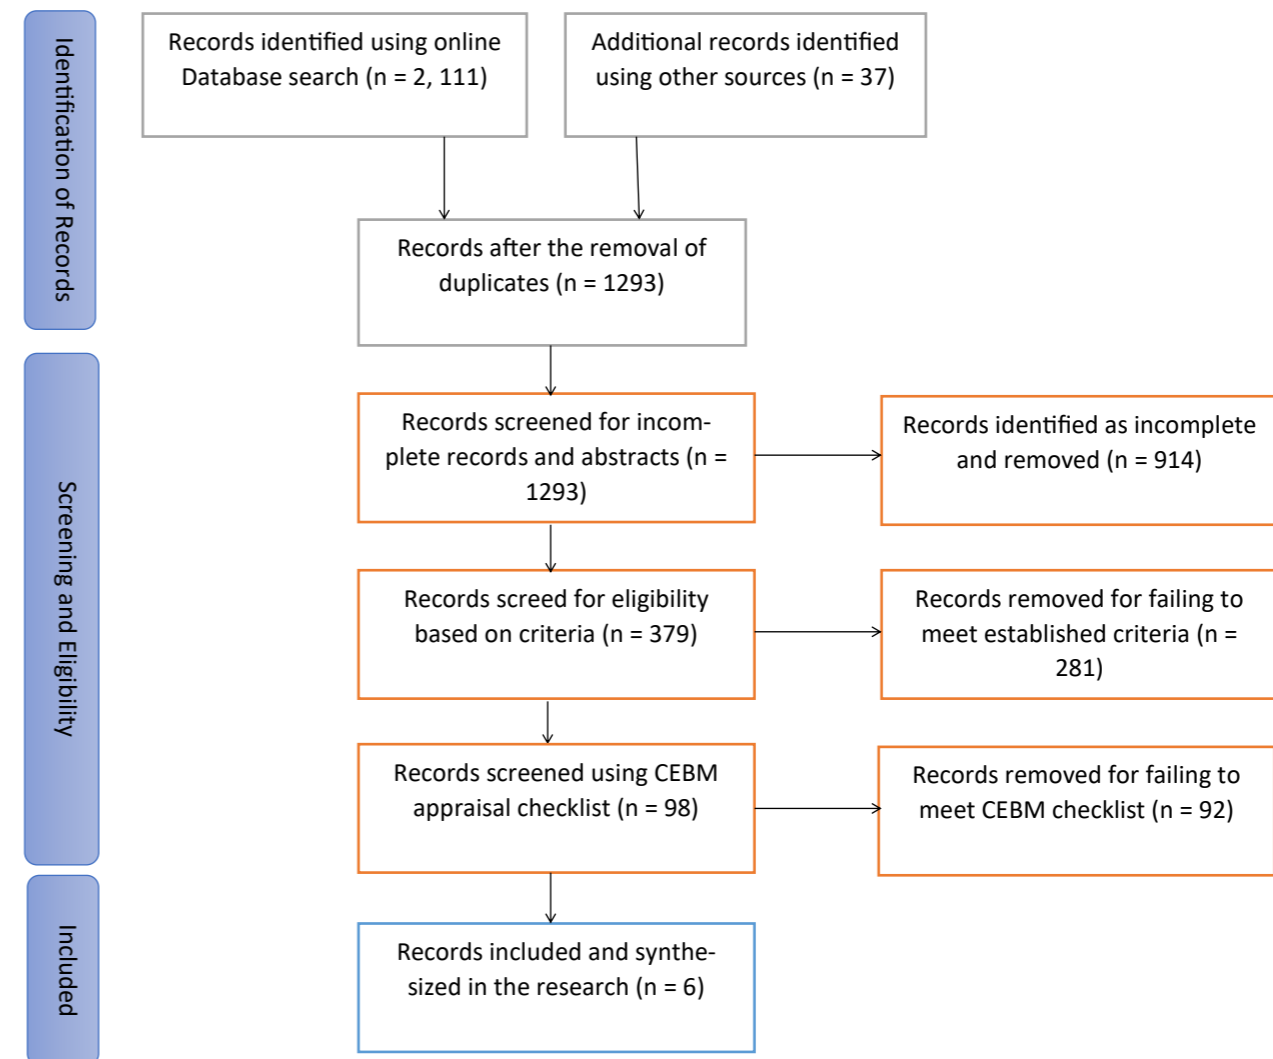 Identification of Records
Records identified using online
Database search (n = 2, 111)
Additional records identified
using other sources (n = 37)
Records after the removal of
duplicates (n = 1293)
Screening and Eligibility
Records screened for incom-
plete records and abstracts (n =
1293)
Records identified as incomplete
and removed (n = 914)
Records screed for eligibility
based on criteria (n = 379)
Records removed for failing to
meet established criteria (n =
281)
Records screened using CEBM
appraisal checklist (n = 98)
Records removed for failing to
meet CEBM checklist (n = 92)
Included
Records included and synthe-
sized in the research (n = 6)